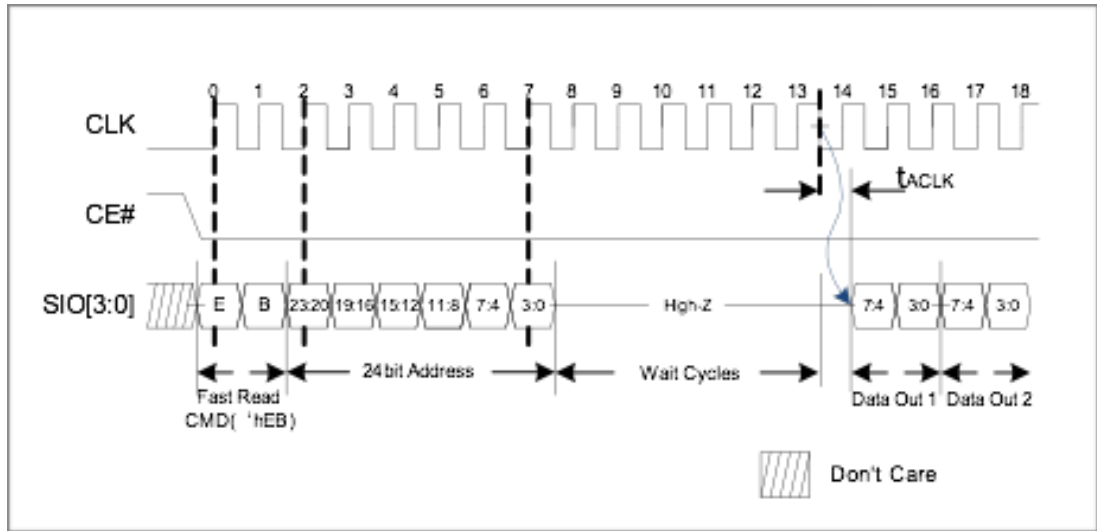 0 1 2 3 4 5 6 7 8 9 10 11 12 13 14 15 16 17 18
CLK
tACLK
CE#
SIO[3:0] E B 23:20 19:16 15:12 11:8 7:4 3:0 High-Z 7:4 3:0 7:4 3:0
24bit Address Wait Cycles
Fast Read Data Out 1 Data Out 2
CMD( 'hEB)
Don't Care